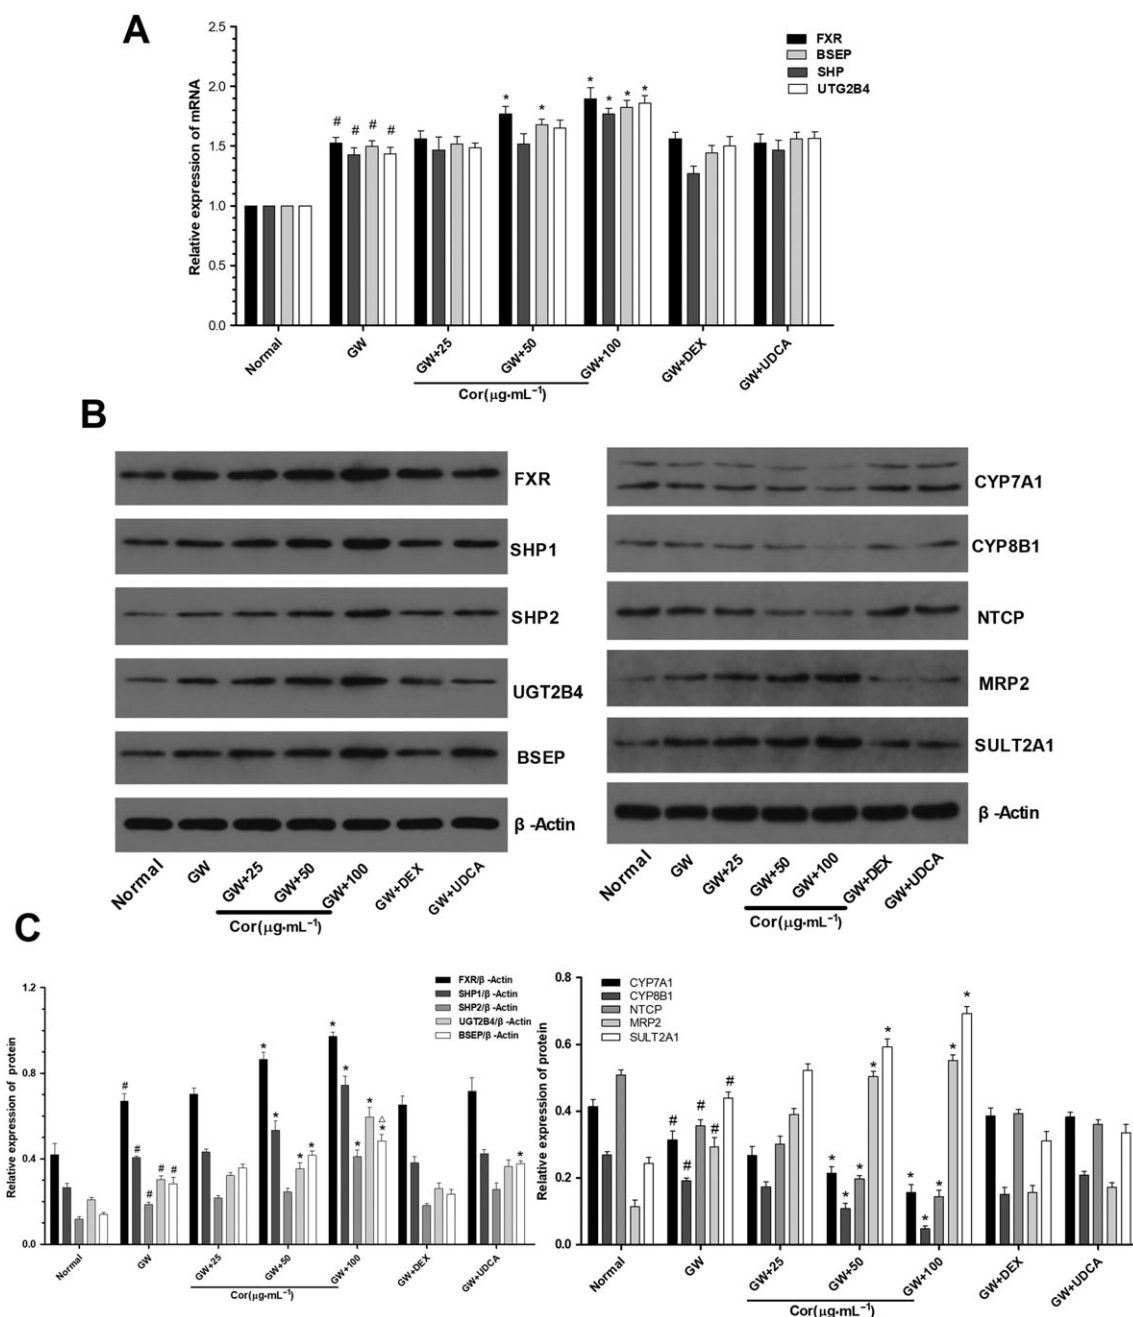 A
2.5
2.0
1.5
1.0
0.5
0.0
Relative expression of mRNA
FXR
BSEP
SHP
UTG2B4
# # # #
* *
* * * *
Normal
GW
GW+25
GW+50
GW+100
GW+DEX
GW+UDCA
Cor(μg·mL⁻¹)
B
FXR
SHP1
SHP2
UGT2B4
BSEP
β -Actin
Normal
GW
GW+25
GW+50
GW+100
GW+DEX
GW+UDCA
Cor(μg·mL⁻¹)
CYP7A1
CYP8B1
NTCP
MRP2
SULT2A1
β -Actin
Normal
GW
GW+25
GW+50
GW+100
GW+DEX
GW+UDCA
Cor(μg·mL⁻¹)
C
1.2
0.8
0.4
0.0
Relative expression of protein
FXR/β -Actin
SHP1/β -Actin
SHP2/β -Actin
UGT2B4/β -Actin
BSEP/β -Actin
# # # # #
* * * *
* * * * △ *
*
Normal
GW
GW+25
GW+50
GW+100
GW+DEX
GW+UDCA
Cor(μg·mL⁻¹)
0.8
0.6
0.4
0.2
0.0
Relative expression of protein
CYP7A1
CYP8B1
NTCP
MRP2
SULT2A1
# # # # #
* * * * *
* * * * *
Normal
GW
GW+25
GW+50
GW+100
GW+DEX
GW+UDCA
Cor(μg·mL⁻¹)